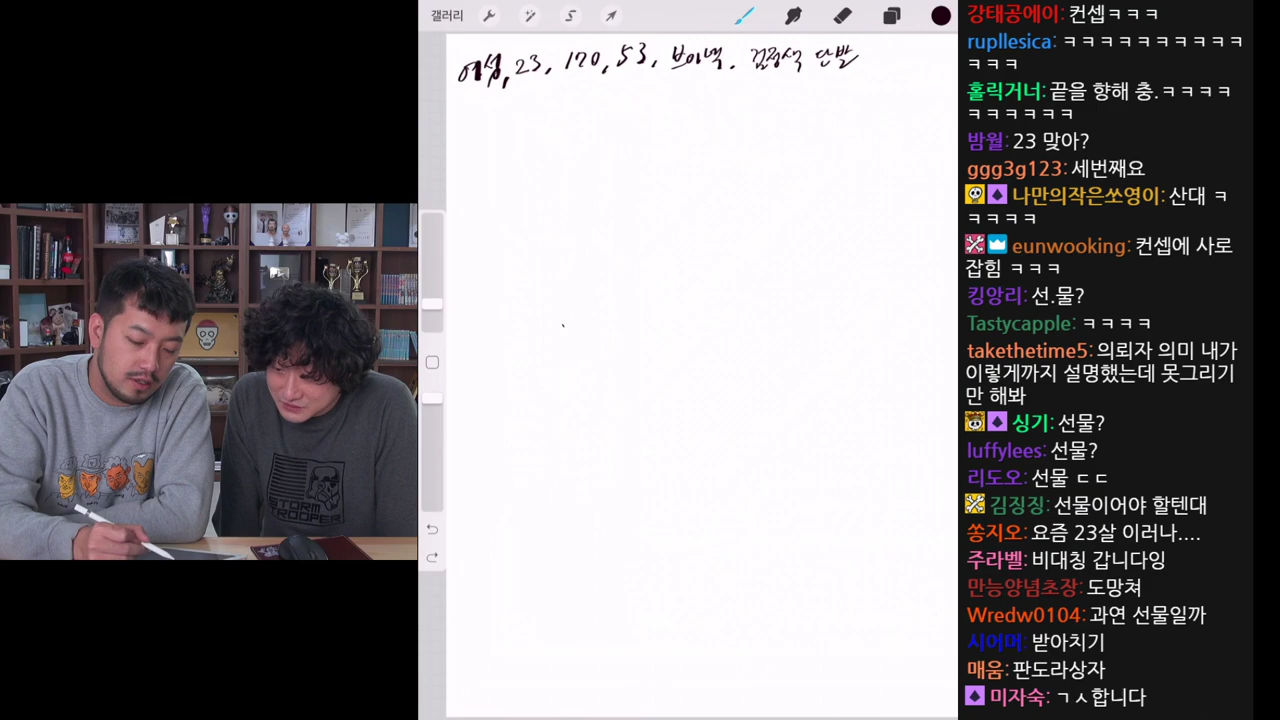 갤러리
여성, 23, 170, 53, 브이넥. 검정색 단발
STORM
TROOPER
강태공에이: 컨셉ㅋㅋㅋ
rupllesica: ㅋㅋㅋㅋㅋㅋㅋㅋㅋㅋ
ㅋㅋㅋ
홀릭거너: 끝을 향해 충.ㅋㅋㅋㅋ
ㅋㅋㅋㅋㅋㅋ
밤월: 23 맞아?
ggg3g123: 세번째요
나만의작은쏘영이: 산대 ㅋ
ㅋㅋㅋㅋ
eunwooking: 컨셉에 사로
잡힘 ㅋㅋㅋ
킹앙리: 선.물?
Tastycapple: ㅋㅋㅋㅋ
takethetime5: 의뢰자 의미 내가
이렇게까지 설명했는데 못그리기
만 해봐
싱기: 선물?
luffylees: 선물?
리도오: 선물 ㄷㄷ
김징징: 선물이어야 할텐대
쏭지오: 요즘 23살 이러나....
주라벨: 비대칭 갑니다잉
만능양념초장: 도망쳐
Wredw0104: 과연 선물일까
시어미: 받아치기
매움: 판도라상자
미자숙: ㄱㅅ합니다